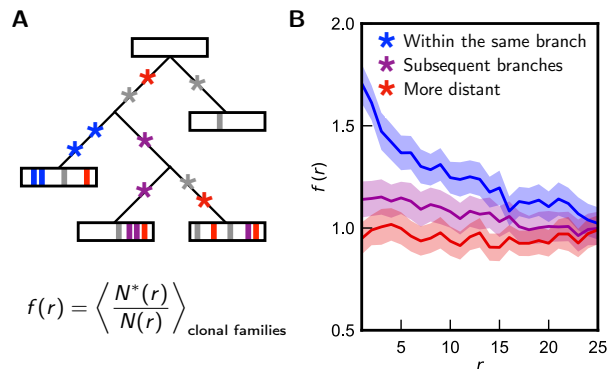 A
f(r) = ⟨ N*(r) / N(r) ⟩ clonal families
B
2.0
1.5
1.0
0.5
f(r)
Within the same branch
Subsequent branches
More distant
5 10 15 20 25
r